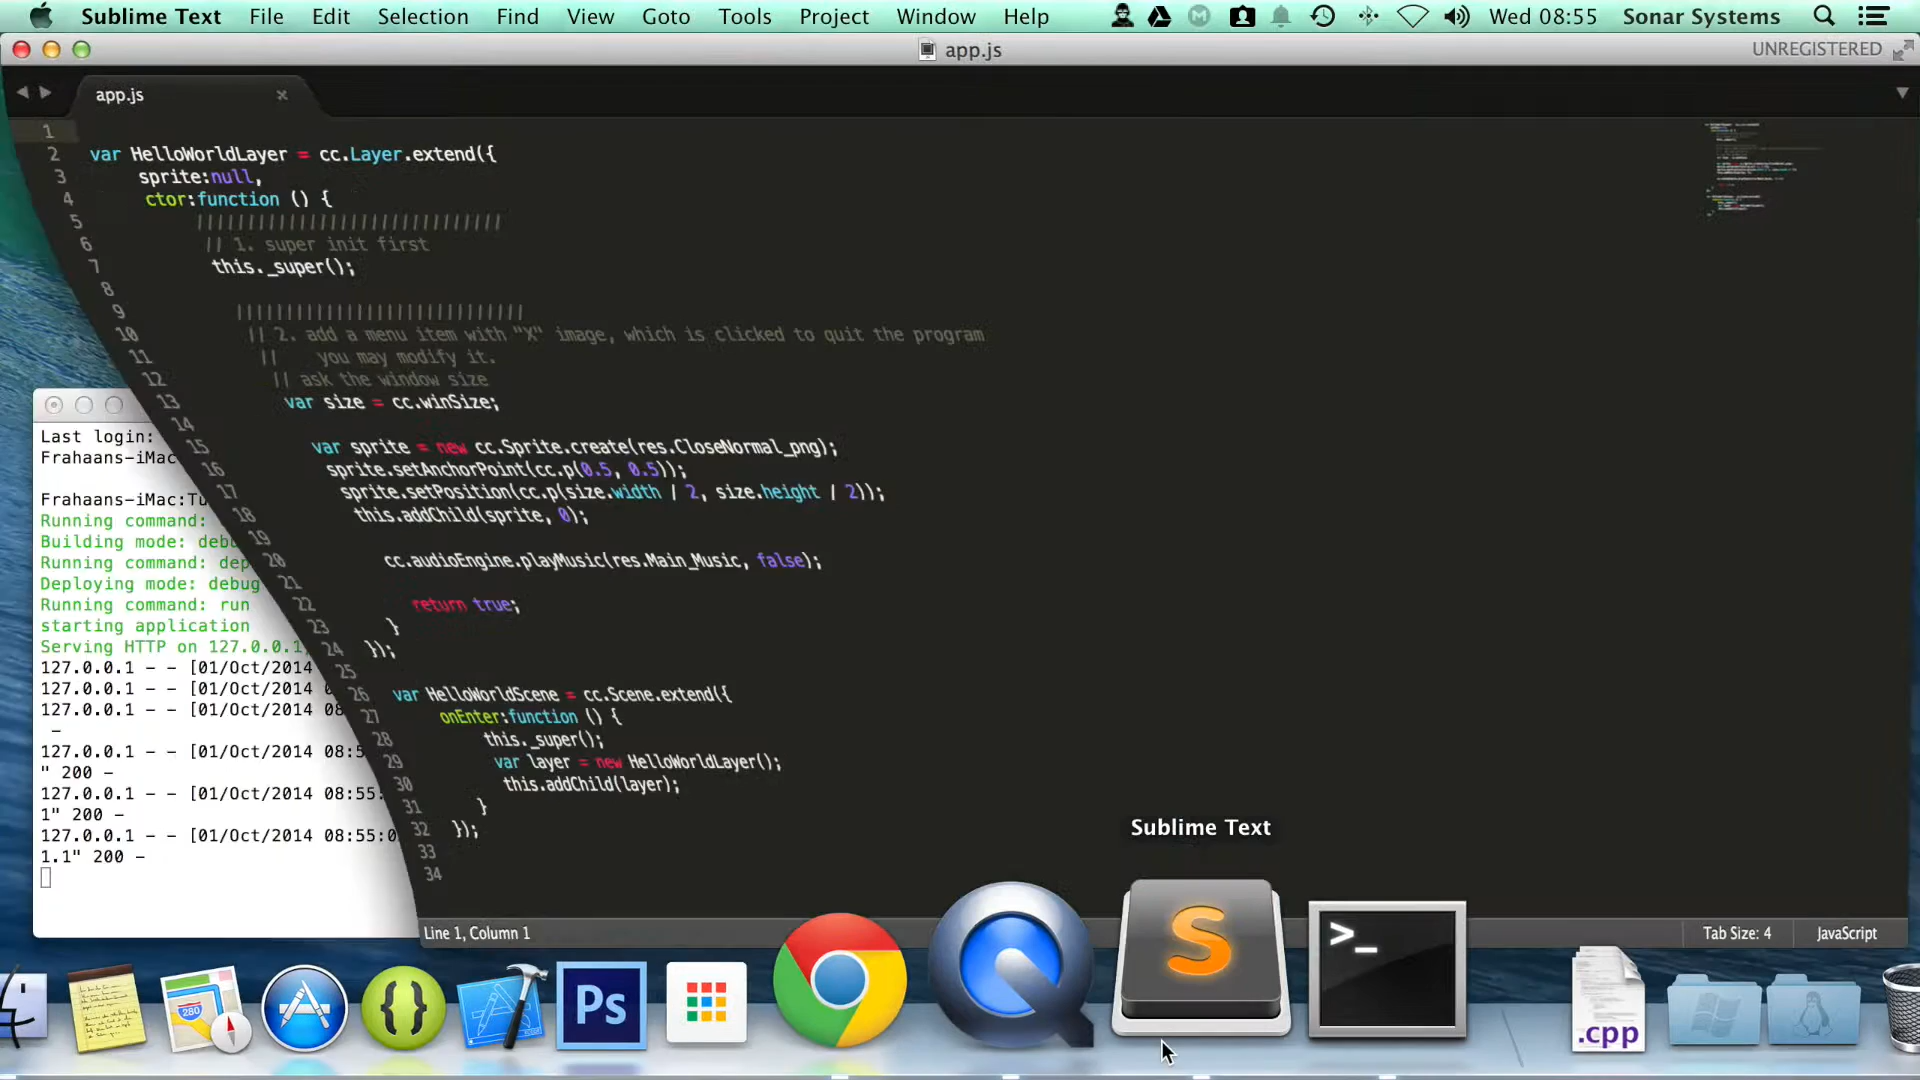 Sublime Text File Edit Selection Find View Goto Tools Project Window Help Wed 08:55 Sonar Systems
app.js
UNREGISTERED
app.js
1
2 var HelloWorldLayer = cc.Layer.extend({
3 sprite:null,
4 ctor:function () {
5 /////////////////////////////
6 // 1. super init first
7 this._super();
8
9 /////////////////////////////
10 // 2. add a menu item with "X" image, which is clicked to quit the program
11 // you may modify it.
12 // ask the window size
13 var size = cc.winSize;
14
15 var sprite = new cc.Sprite.create(res.CloseNormal_png);
16 sprite.setAnchorPoint(cc.p(0.5, 0.5));
17 sprite.setPosition(cc.p(size.width / 2, size.height / 2));
18 this.addChild(sprite, 0);
19
20 cc.audioEngine.playMusic(res.Main_Music, false);
21
22 return true;
23 }
24 });
25
26 var HelloWorldScene = cc.Scene.extend({
27 onEnter:function () {
28 this._super();
29 var layer = new HelloWorldLayer();
30 this.addChild(layer);
31 }
32 });
33
34
Last login:
Frahaans-iMac
Frahaans-iMac:Tu
Running command:
Building mode: debu
Running command: dep
Deploying mode: debug
Running command: run
starting application
Serving HTTP on 127.0.0.1
127.0.0.1 - - [01/Oct/2014
127.0.0.1 - - [01/Oct/2014
127.0.0.1 - - [01/Oct/2014 08
-
127.0.0.1 - - [01/Oct/2014 08:5
" 200 -
127.0.0.1 - - [01/Oct/2014 08:55:
1" 200 -
127.0.0.1 - - [01/Oct/2014 08:55:0
1.1" 200 -
Line 1, Column 1
Tab Size: 4
JavaScript
Sublime Text
280
{}
Ps
S
>_
.cpp